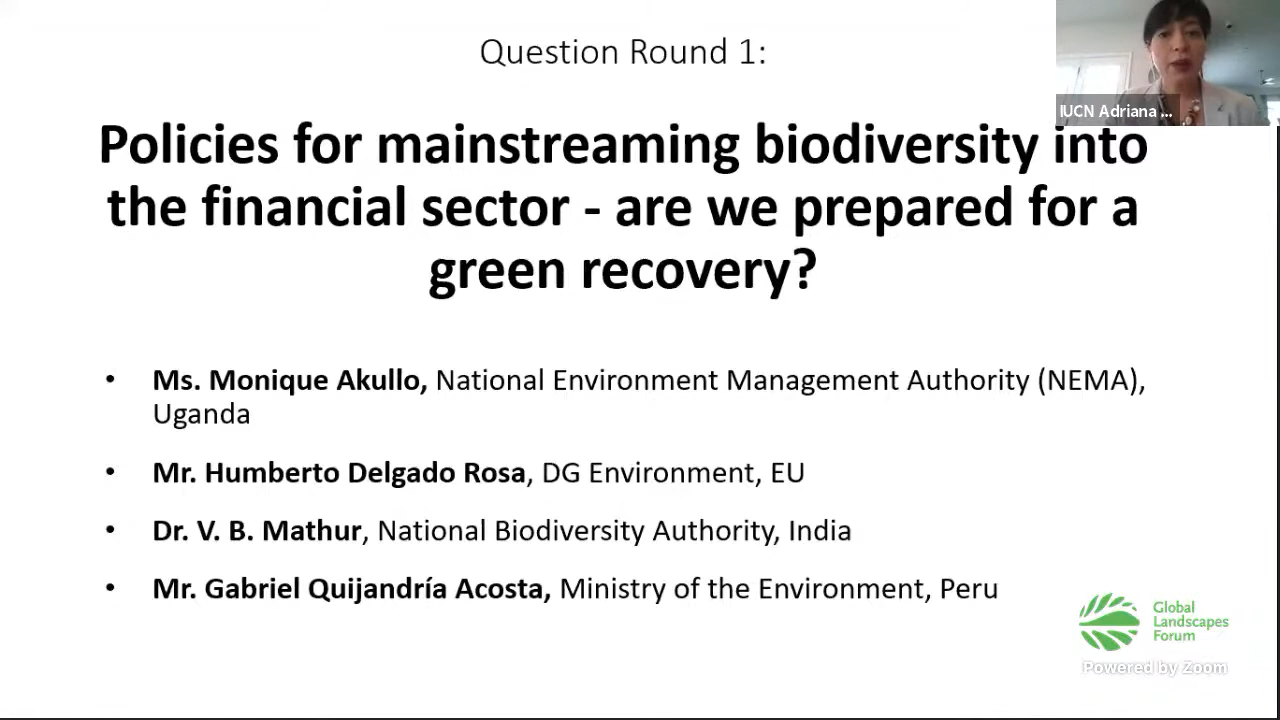 Question Round 1:
IUCN Adriana ...
Policies for mainstreaming biodiversity into
the financial sector - are we prepared for a
green recovery?
• Ms. Monique Akullo, National Environment Management Authority (NEMA),
Uganda
• Mr. Humberto Delgado Rosa, DG Environment, EU
• Dr. V. B. Mathur, National Biodiversity Authority, India
• Mr. Gabriel Quijandría Acosta, Ministry of the Environment, Peru
Global
Landscapes
Forum
Powered by Zoom